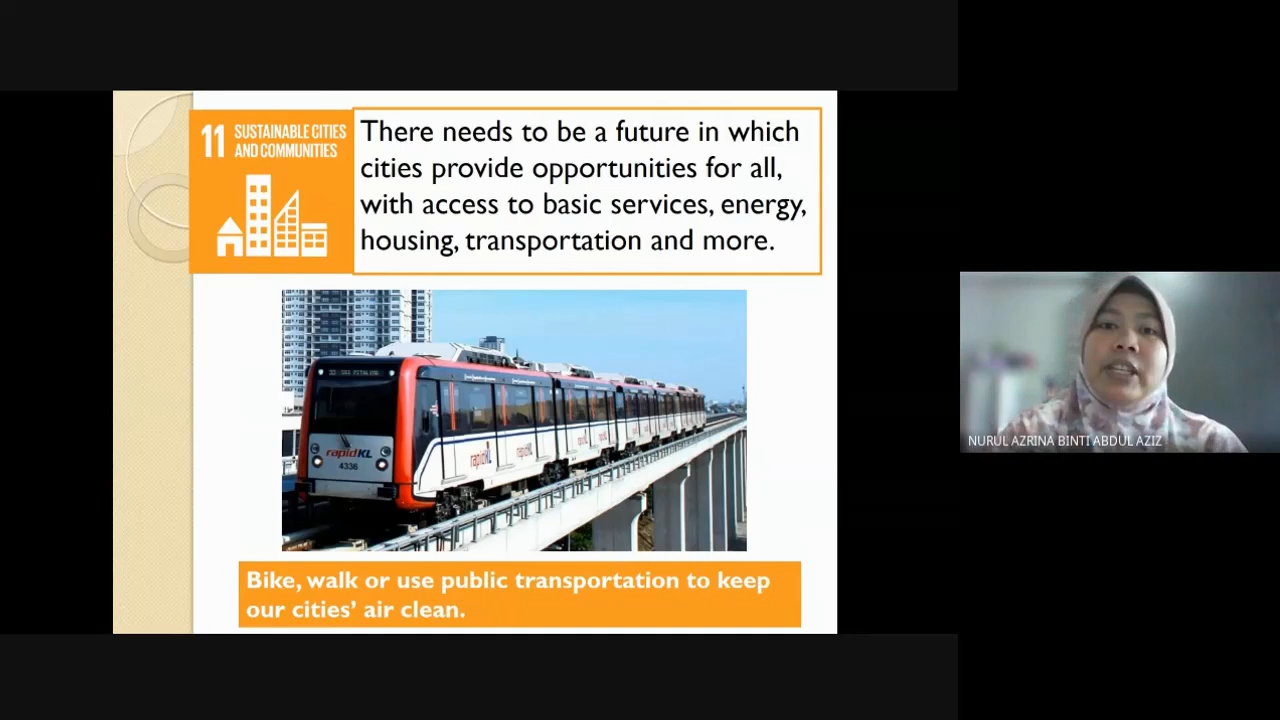 11 SUSTAINABLE CITIES
AND COMMUNITIES
There needs to be a future in which
cities provide opportunities for all,
with access to basic services, energy,
housing, transportation and more.
rapidKL
4336
rapidKL
rapidKL
Bike, walk or use public transportation to keep
our cities' air clean.
NURUL AZRINA BINTI ABDUL AZIZ